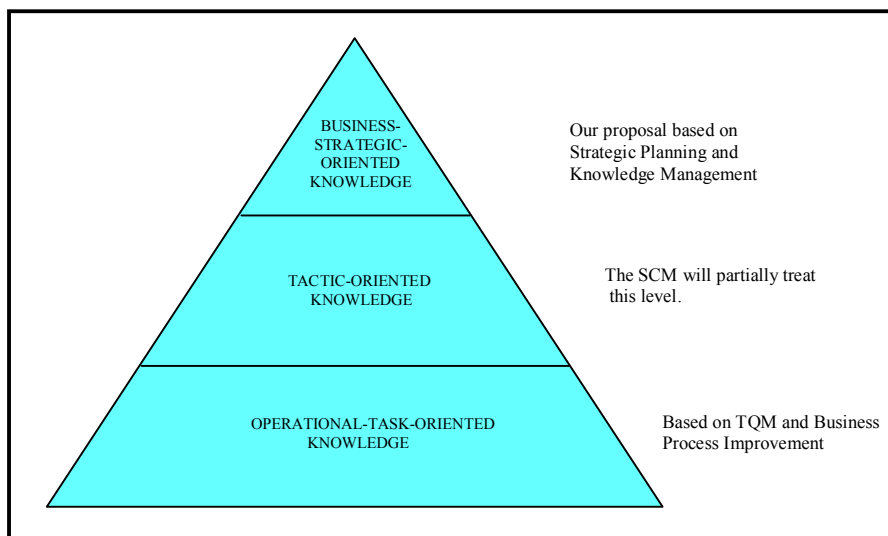 BUSINESS-
STRATEGIC-
ORIENTED
KNOWLEDGE
Our proposal based on
Strategic Planning and
Knowledge Management
TACTIC-ORIENTED
KNOWLEDGE
The SCM will partially treat
this level.
OPERATIONAL-TASK-ORIENTED
KNOWLEDGE
Based on TQM and Business
Process Improvement